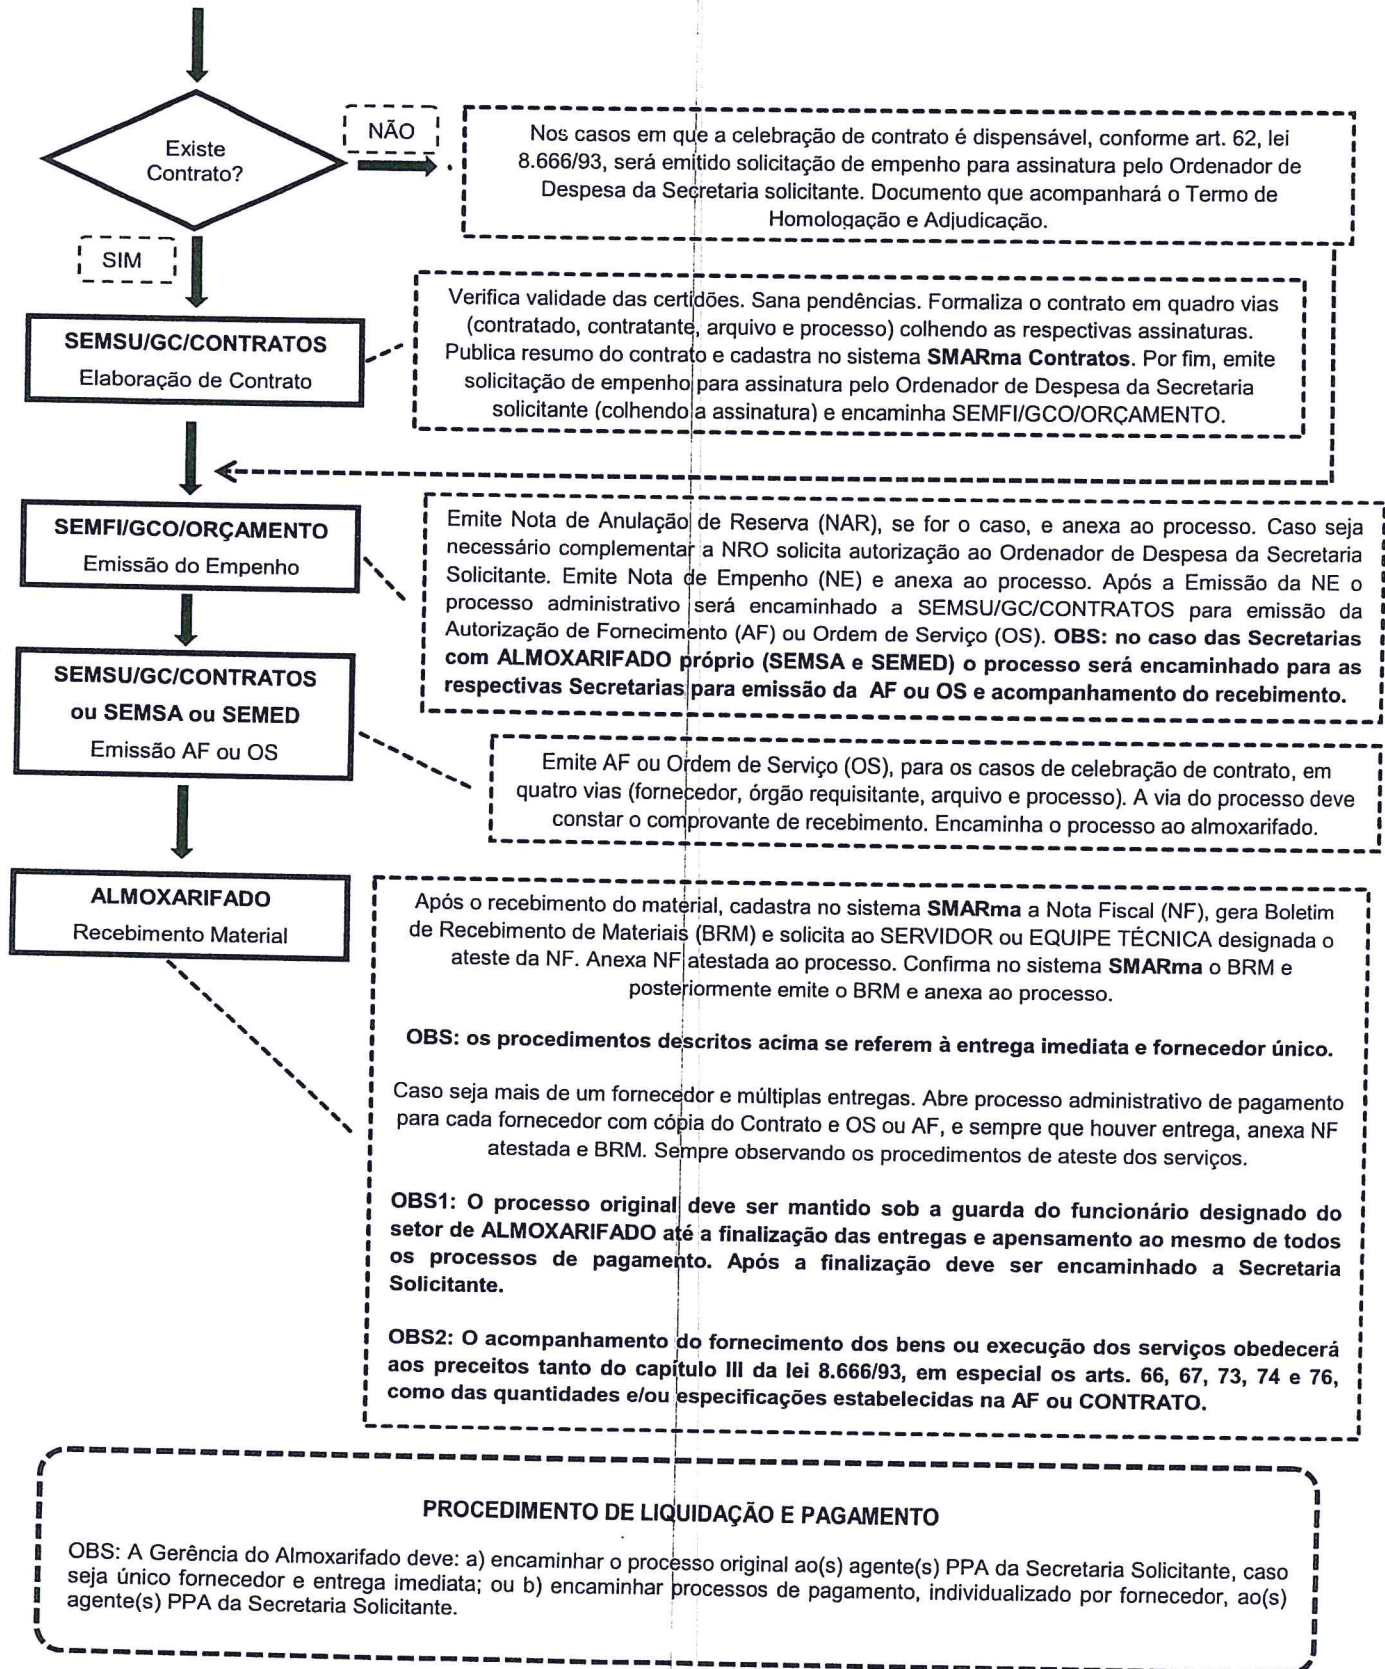 Existe
Contrato?
NÃO
Nos casos em que a celebração de contrato é dispensável, conforme art. 62, lei
8.666/93, será emitido solicitação de empenho para assinatura pelo Ordenador de
Despesa da Secretaria solicitante. Documento que acompanhará o Termo de
Homologação e Adjudicação.
SIM
SEMSU/GC/CONTRATOS
Elaboração de Contrato
Verifica validade das certidões. Sana pendências. Formaliza o contrato em quadro vias
(contratado, contratante, arquivo e processo) colhendo as respectivas assinaturas.
Publica resumo do contrato e cadastra no sistema SMARma Contratos. Por fim, emite
solicitação de empenho para assinatura pelo Ordenador de Despesa da Secretaria
solicitante (colhendo a assinatura) e encaminha SEMFI/GCO/ORÇAMENTO.
SEMFI/GCO/ORÇAMENTO
Emissão do Empenho
Emite Nota de Anulação de Reserva (NAR), se for o caso, e anexa ao processo. Caso seja
necessário complementar a NRO solicita autorização ao Ordenador de Despesa da Secretaria
Solicitante. Emite Nota de Empenho (NE) e anexa ao processo. Após a Emissão da NE o
processo administrativo será encaminhado a SEMSU/GC/CONTRATOS para emissão da
Autorização de Fornecimento (AF) ou Ordem de Serviço (OS). OBS: no caso das Secretarias
com ALMOXARIFADO próprio (SEMSA e SEMED) o processo será encaminhado para as
respectivas Secretarias para emissão da AF ou OS e acompanhamento do recebimento.
SEMSU/GC/CONTRATOS
ou SEMSA ou SEMED
Emissão AF ou OS
Emite AF ou Ordem de Serviço (OS), para os casos de celebração de contrato, em
quatro vias (fornecedor, órgão requisitante, arquivo e processo). A via do processo deve
constar o comprovante de recebimento. Encaminha o processo ao almoxarifado.
ALMOXARIFADO
Recebimento Material
Após o recebimento do material, cadastra no sistema SMARma a Nota Fiscal (NF), gera Boletim
de Recebimento de Materiais (BRM) e solicita ao SERVIDOR ou EQUIPE TÉCNICA designada o
ateste da NF. Anexa NF atestada ao processo. Confirma no sistema SMARma o BRM e
posteriormente emite o BRM e anexa ao processo.
OBS: os procedimentos descritos acima se referem à entrega imediata e fornecedor único.
Caso seja mais de um fornecedor e múltiplas entregas. Abre processo administrativo de pagamento
para cada fornecedor com cópia do Contrato e OS ou AF, e sempre que houver entrega, anexa NF
atestada e BRM. Sempre observando os procedimentos de ateste dos serviços.
OBS1: O processo original deve ser mantido sob a guarda do funcionário designado do
setor de ALMOXARIFADO até a finalização das entregas e apensamento ao mesmo de todos
os processos de pagamento. Após a finalização deve ser encaminhado a Secretaria
Solicitante.
OBS2: O acompanhamento do fornecimento dos bens ou execução dos serviços obedecerá
aos preceitos tanto do capítulo III da lei 8.666/93, em especial os arts. 66, 67, 73, 74 e 76,
como das quantidades e/ou especificações estabelecidas na AF ou CONTRATO.
PROCEDIMENTO DE LIQUIDAÇÃO E PAGAMENTO
OBS: A Gerência do Almoxarifado deve: a) encaminhar o processo original ao(s) agente(s) PPA da Secretaria Solicitante, caso
seja único fornecedor e entrega imediata; ou b) encaminhar processos de pagamento, individualizado por fornecedor, ao(s)
agente(s) PPA da Secretaria Solicitante.